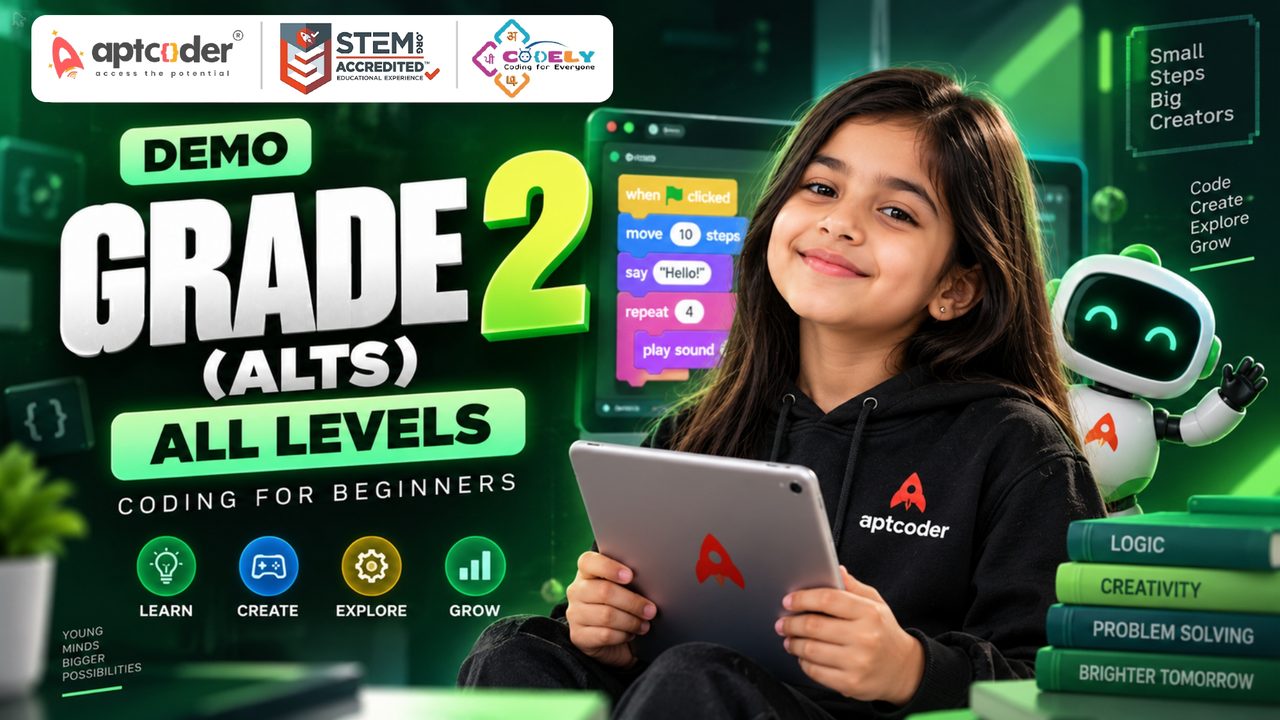 aptcoder®
access the potential
STEM.ORG
ACCREDITED™
EDUCATIONAL EXPERIENCE
अ
पी
CODELY
Coding for Everyone
DEMO
GRADE 2
(ALTS)
ALL LEVELS
CODING FOR BEGINNERS
LEARN
CREATE
EXPLORE
GROW
YOUNG
MINDS
BIGGER
POSSIBILITIES
when clicked
move 10 steps
say "Hello!"
repeat 4
play sound
Small
Steps
Big
Creators
Code
Create
Explore
Grow
{ }
aptcoder
LOGIC
CREATIVITY
PROBLEM SOLVING
BRIGHTER TOMORROW